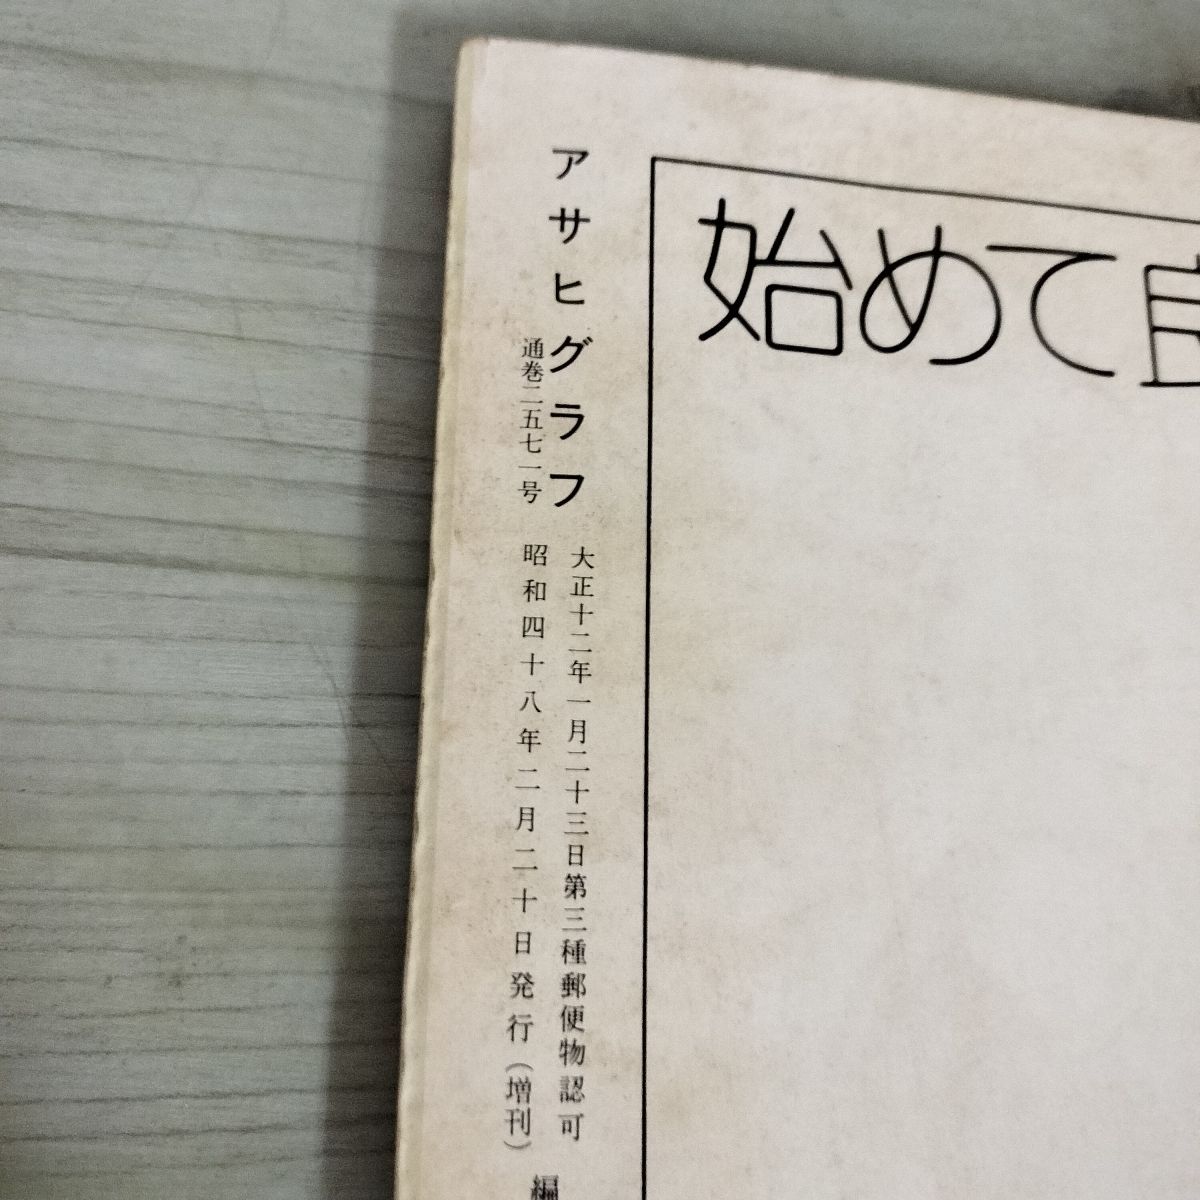 始めて
アサヒグラフ
通巻二五七一号
大正十二年一月二十三日第三種郵便物認可
昭和四十八年二月二十日発行（増刊）
編